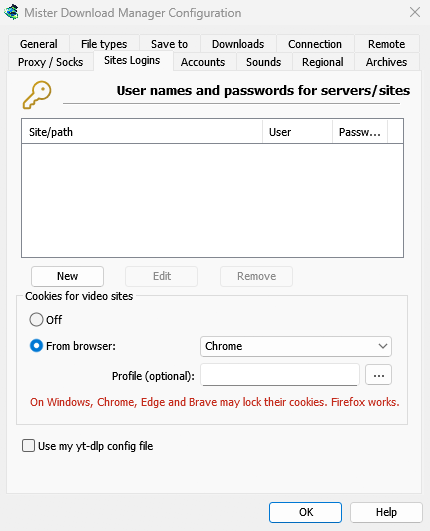 Mister Download Manager Configuration
General File types Save to Downloads Connection Remote
Proxy / Socks Sites Logins Accounts Sounds Regional Archives
User names and passwords for servers/sites
Site/path User Passw...
New Edit Remove
Cookies for video sites
Off
From browser: Chrome
Profile (optional): ...
On Windows, Chrome, Edge and Brave may lock their cookies. Firefox works.
Use my yt-dlp config file
OK Help